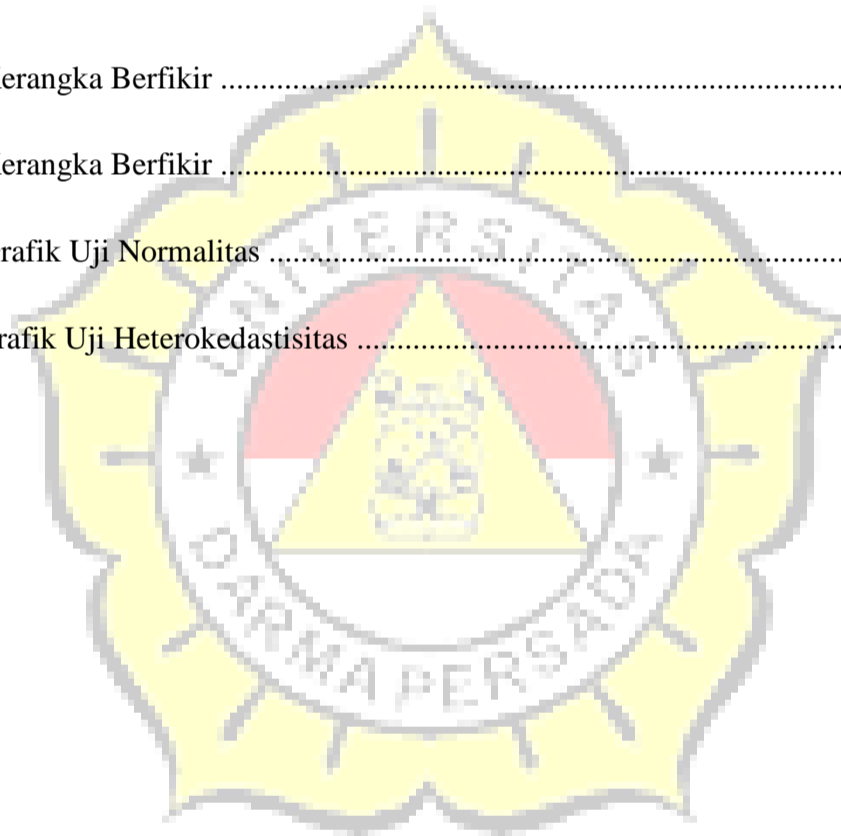 erangka Berfikir ................................................................................
erangka Berfikir ................................................................................
rafik Uji Normalitas ..........................................................................
rafik Uji Heterokedastisitas ...............................................................
UNIVERSITAS
DARMA PERSADA